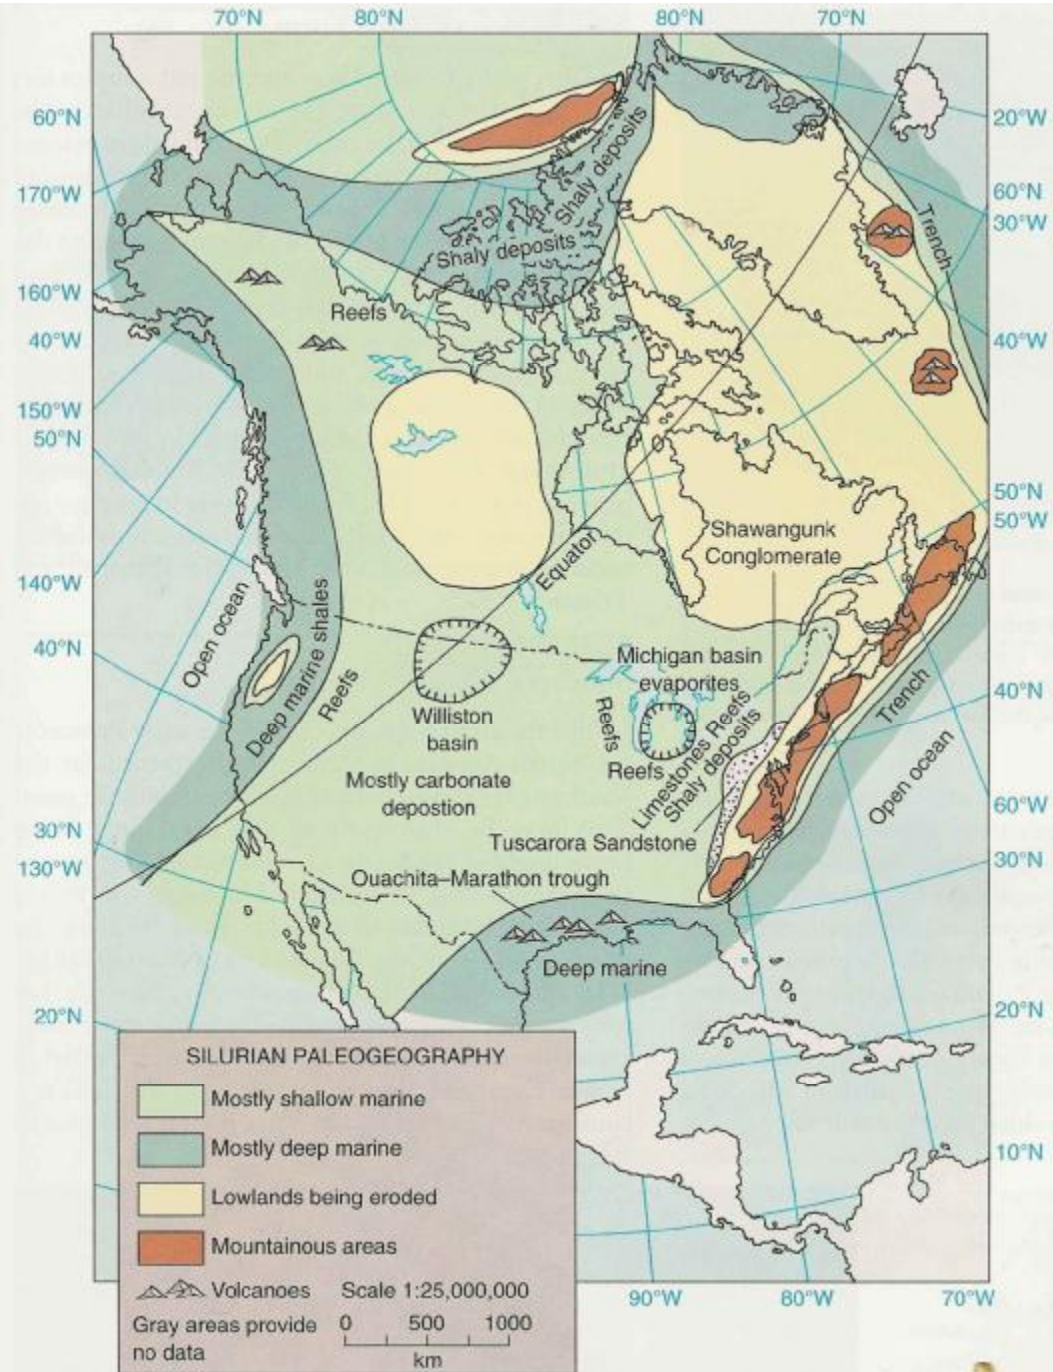 70°N
80°N
80°N
70°N
60°N
170°W
160°W
40°W
150°W
50°N
140°W
40°N
30°N
130°W
20°N
20°W
60°N
30°W
40°W
50°N
50°W
40°N
60°W
30°N
20°N
10°N
90°W
80°W
70°W
Shaly deposits
Shaly deposits
Reefs
Trench
Shawangunk
Conglomerate
Equator
Open ocean
Deep marine shales
Reefs
Williston
basin
Michigan basin
evaporites
Reefs
Reefs
Limestones Reefs
Shaly deposits
Trench
Open ocean
Mostly carbonate
depostion
Tuscarora Sandstone
Ouachita–Marathon trough
Deep marine
SILURIAN PALEOGEOGRAPHY
Mostly shallow marine
Mostly deep marine
Lowlands being eroded
Mountainous areas
Volcanoes
Scale 1:25,000,000
Gray areas provide
no data
0 500 1000
km